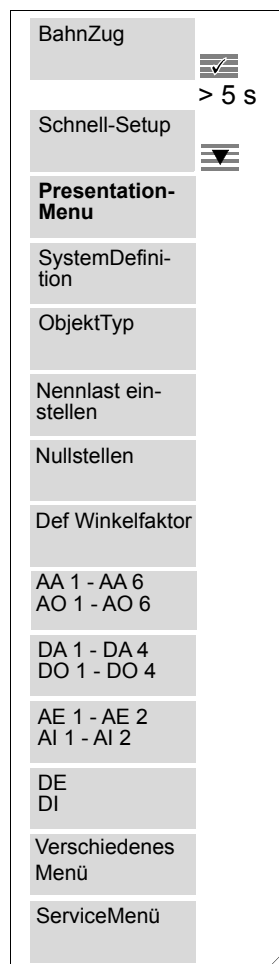 BahnZug
> 5 s
Schnell-Setup
Presentation-
Menu
SystemDefini-
tion
ObjektTyp
Nennlast ein-
stellen
Nullstellen
Def Winkelfaktor
AA 1 - AA 6
AO 1 - AO 6
DA 1 - DA 4
DO 1 - DO 4
AE 1 - AE 2
AI 1 - AI 2
DE
DI
Verschiedenes
Menü
ServiceMenü